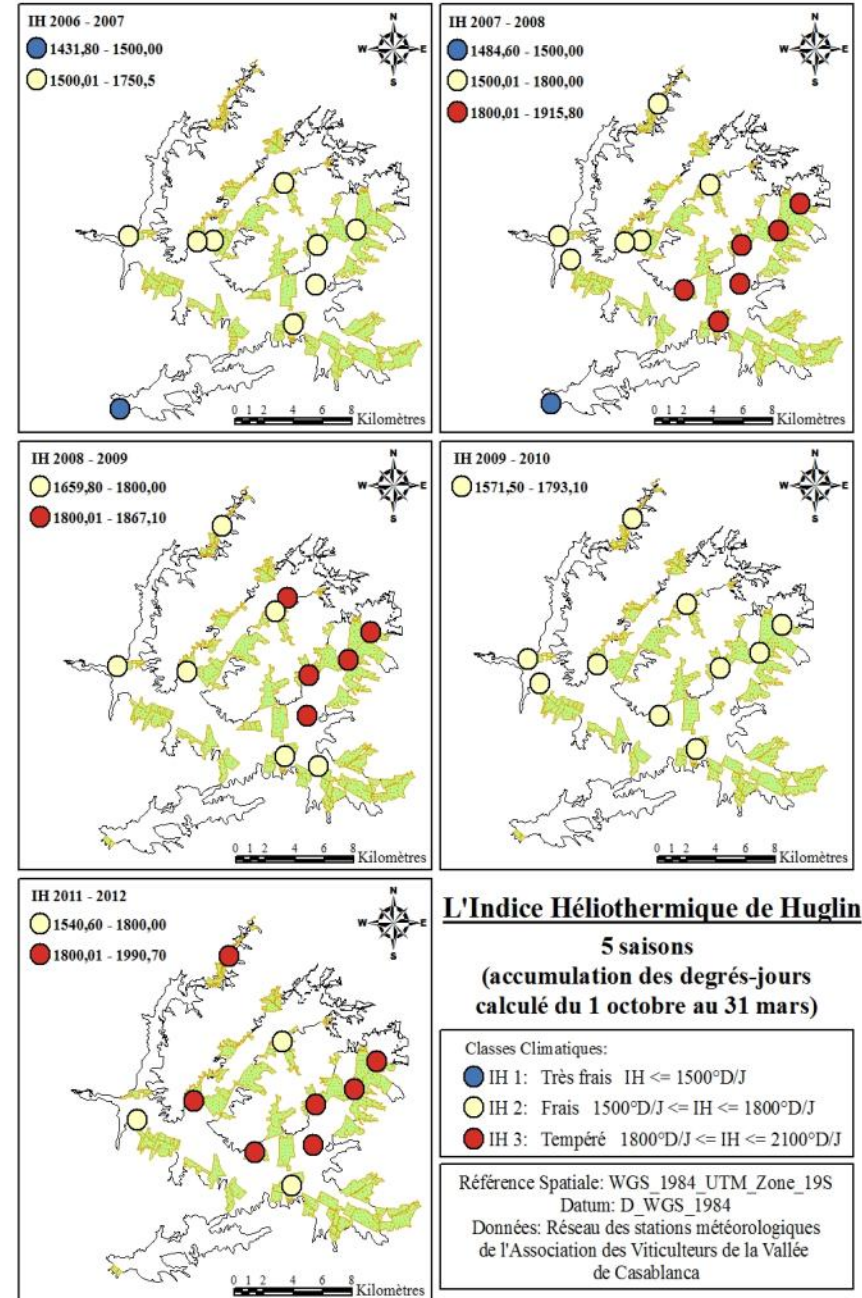 IH 2006 - 2007
1431,80 - 1500,00
1500,01 - 1750,5
N
W E
S
0 1 2 4 6 8
Kilomètres
IH 2007 - 2008
1484,60 - 1500,00
1500,01 - 1800,00
1800,01 - 1915,80
N
W E
S
0 1 2 4 6 8
Kilomètres
IH 2008 - 2009
1659,80 - 1800,00
1800,01 - 1867,10
N
W E
S
0 1 2 4 6 8
Kilomètres
IH 2009 - 2010
1571,50 - 1793,10
N
W E
S
0 1 2 4 6 8
Kilomètres
IH 2011 - 2012
1540,60 - 1800,00
1800,01 - 1990,70
N
W E
S
0 1 2 4 6 8
Kilomètres
L'Indice Héliothermique de Huglin
5 saisons
(accumulation des degrés-jours
calculé du 1 octobre au 31 mars)
Classes Climatiques:
IH 1: Très frais IH <= 1500°D/J
IH 2: Frais 1500°D/J <= IH <= 1800°D/J
IH 3: Tempéré 1800°D/J <= IH <= 2100°D/J
Référence Spatiale: WGS_1984_UTM_Zone_19S
Datum: D_WGS_1984
Données: Réseau des stations météorologiques
de l'Association des Viticulteurs de la Vallée
de Casablanca